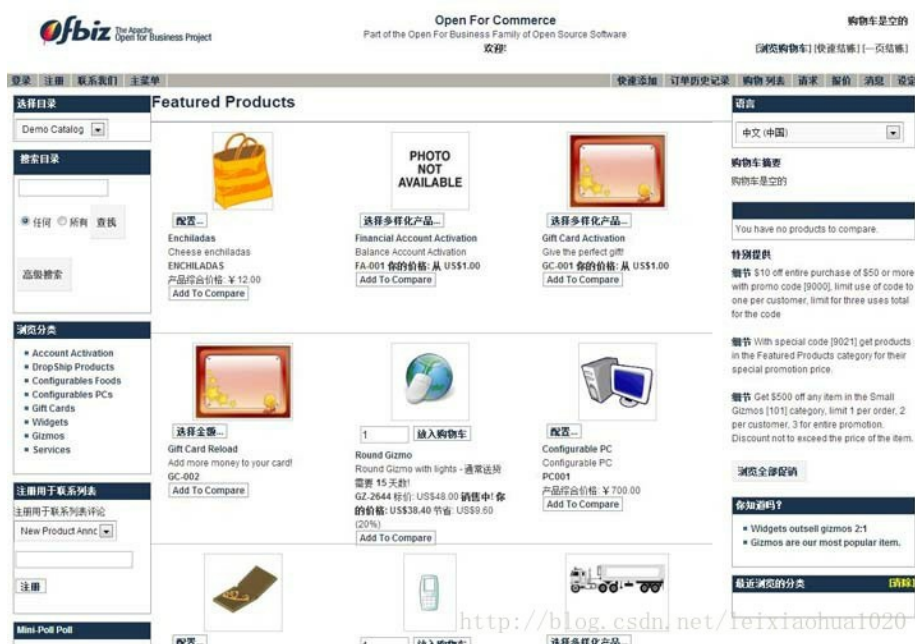 Ofbiz The Apache Open For Business Project
Open For Commerce
Part of the Open For Business Family of Open Source Software
欢迎!
购物车是空的
[浏览购物车] [快速结账] [一页结账]
登录 注册 联系我们 主菜单
快速添加 订单历史记录 购物列表 请求 报价 消息 设定
选择目录
Demo Catalog
搜索目录
任何 所有 查找
高级搜索
浏览分类
Account Activation
DropShip Products
Configurable Foods
Configurables PCs
Gift Cards
Widgets
Gizmos
Services
注册用于联系列表
注册用于联系列表评论
New Product Annc
注册
Mini-Poll Poll
Featured Products
配置...
Enchiladas
Cheese enchiladas
ENCHILADAS
产品综合价格: ¥ 12.00
Add To Compare
PHOTO
NOT
AVAILABLE
选择多样化产品...
Financial Account Activation
Balance Account Activation
FA-001 你的价格: 从 US$1.00
Add To Compare
选择多样化产品...
Gift Card Activation
Give the perfect gift!
GC-001 你的价格: 从 US$1.00
Add To Compare
选择金额...
Gift Card Reload
Add more money to your card!
GC-002
Add To Compare
1 放入购物车
Round Gizmo
Round Gizmo with lights - 通常送货
需要 15 天数!
GZ-2644 标价: US$48.00 销售中! 你
的价格: US$38.40 节省: US$9.60
(20%)
Add To Compare
配置...
Configurable PC
Configurable PC
PC001
产品综合价格: ¥ 700.00
Add To Compare
配置...
1 放入购物车
选择多样化产品...
语言
中文 (中国)
购物车摘要
购物车是空的
You have no products to compare.
特别提供
细节 $10 off entire purchase of $50 or more
with promo code [9000], limit use of code to
one per customer, limit for three uses total
for the code
细节 With special code [9021] get products
in the Featured Products category for their
special promotion price.
细节 Get $500 off any item in the Small
Gizmos [101] category, limit 1 per order, 2
per customer, 3 for entire promotion.
Discount not to exceed the price of the item.
浏览全部促销
你知道吗?
Widgets outsell gizmos 2:1
Gizmos are our most popular item.
最近浏览的分类 [清除]
http://blog.csdn.net/leixiaohua1020